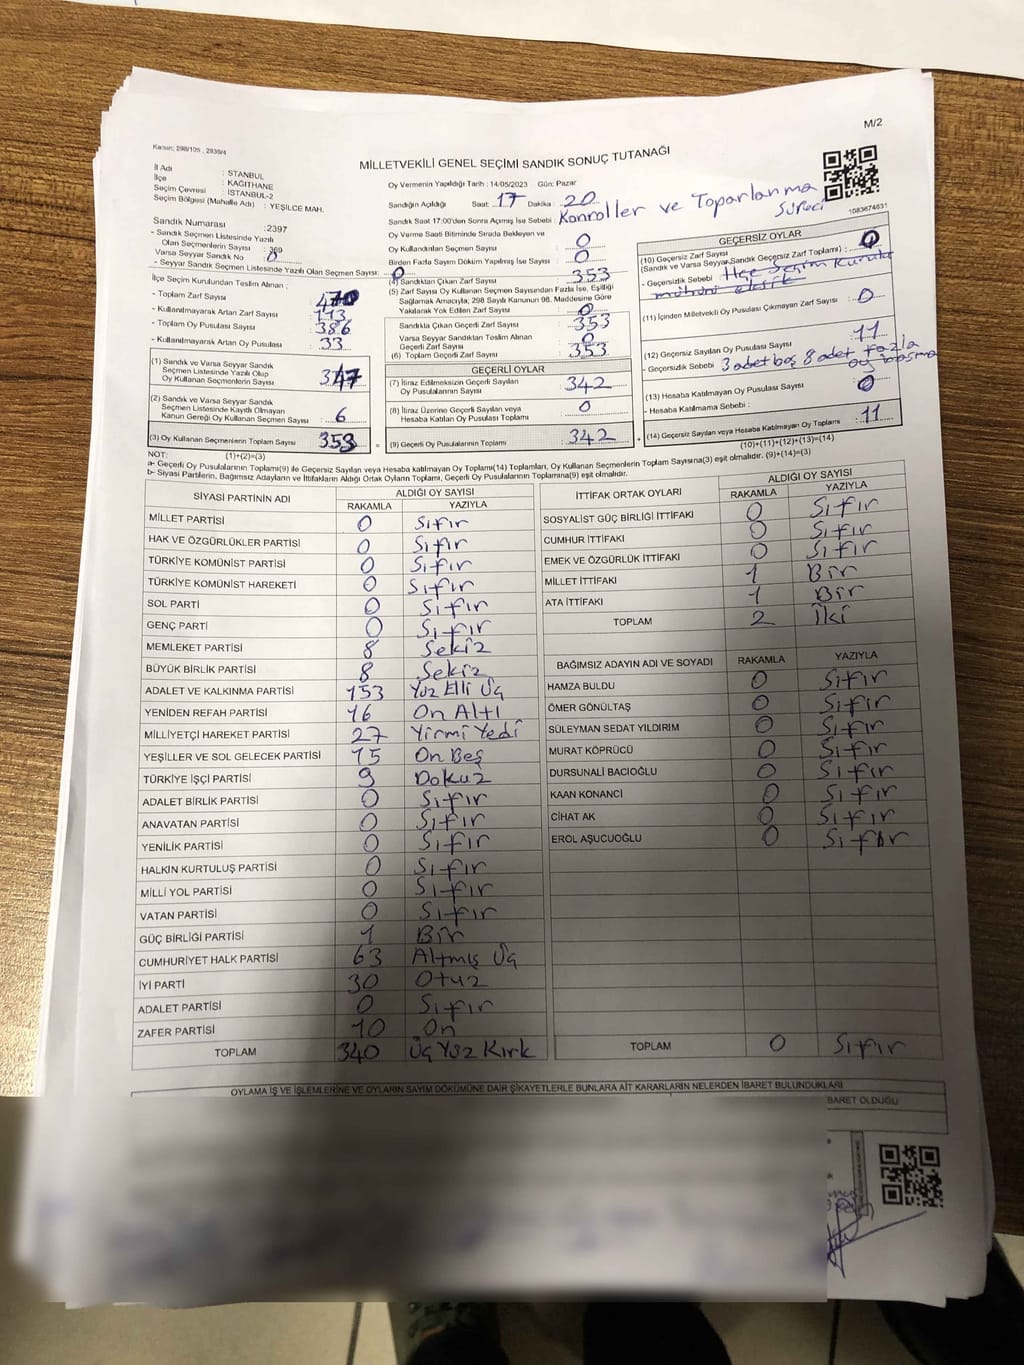 M/2
Kanun: 298/105 , 2839/4
MİLLETVEKİLİ GENEL SEÇİMİ SANDIK SONUÇ TUTANAĞI
İl Adı : İSTANBUL
İlçe : KAĞITHANE
Seçim Çevresi : İSTANBUL-2
Seçim Bölgesi (Mahalle Adı) : YEŞİLCE MAH.
Oy Vermenin Yapıldığı Tarih : 14/05/2023 Gün: Pazar
Sandığın Açıldığı Saat: 17 Dakika: 20
Sandık Saat 17:00'den Sonra Açılmış İse Sebebi : Kontroller ve Toparlanma Süreci
1083674631
Sandık Numarası : 2397
- Sandık Seçmen Listesinde Yazılı Olan Seçmenlerin Sayısı : 369
Varsa Seyyar Sandık No : 0
- Seyyar Sandık Seçmen Listesinde Yazılı Olan Seçmen Sayısı: 0
İlçe Seçim Kurulundan Teslim Alınan ;
- Toplam Zarf Sayısı
- Kullanılmayarak Artan Zarf Sayısı
- Toplam Oy Pusulası Sayısı : 386
- Kullanılmayarak Artan Oy Pusulası : 33
(1) Sandık ve Varsa Seyyar Sandık
Seçmen Listesinde Yazılı Olup
Oy Kullanan Seçmenlerin Sayısı : 347
(2) Sandık ve Varsa Seyyar Sandık
Seçmen Listesinde Kayıtlı Olmayan
Kanun Gereği Oy Kullanan Seçmen Sayısı : 6
(3) Oy Kullanan Seçmenlerin Toplam Sayısı : 353
(1)+(2)=(3)
Oy Verme Saati Bitiminde Sırada Bekleyen ve
Oy Kullandırılan Seçmen Sayısı : 0
Birden Fazla Sayım Döküm Yapılmış İse Sayısı : 0
(4) Sandıktan Çıkan Zarf Sayısı : 353
(5) Zarf Sayısı Oy Kullanan Seçmen Sayısından Fazla İse, Eşitliği
Sağlamak Amacıyla; 298 Sayılı Kanunun 98. Maddesine Göre
Yakılarak Yok Edilen Zarf Sayısı : 0
Sandıkta Çıkan Geçerli Zarf Sayısı : 353
Varsa Seyyar Sandıktan Teslim Alınan
Geçerli Zarf Sayısı : 0
(6) Toplam Geçerli Zarf Sayısı : 353
GEÇERLİ OYLAR
(7) İtiraz Edilmeksizin Geçerli Sayılan
Oy Pusulalarının Sayısı : 342
(8) İtiraz Üzerine Geçerli Sayılan veya
Hesaba Katılan Oy Pusulası Toplamı : 0
= (9) Geçerli Oy Pusulalarının Toplamı : 342
GEÇERSİZ OYLAR
(10) Geçersiz Zarf Sayısı
(Sandık ve Varsa Seyyar Sandık Geçersiz Zarf Toplamı) : 0
- Geçersizlik Sebebi : İlçe Seçim Kurulu
mührü eksik
(11) İçinden Milletvekili Oy Pusulası Çıkmayan Zarf Sayısı : 0
(12) Geçersiz Sayılan Oy Pusulası Sayısı : 11
- Geçersizlik Sebebi : 3 adet boş 8 adet fazla
oy basma
(13) Hesaba Katılmayan Oy Pusulası Sayısı : 0
- Hesaba Katılmama Sebebi :
+ (14) Geçersiz Sayılan veya Hesaba Katılmayan Oy Toplamı : 11
(10)+(11)+(12)+(13)=(14)
NOT:
a- Geçerli Oy Pusulalarının Toplamı(9) ile Geçersiz Sayılan veya Hesaba katılmayan Oy Toplamı(14) Toplamları, Oy Kullanan Seçmenlerin Toplam Sayısına(3) eşit olmalıdır. (9)+(14)=(3)
b- Siyasi Partilerin, Bağımsız Adayların ve İttifakların Aldığı Ortak Oyların Toplamı, Geçerli Oy Pusulalarının Toplamına(9) eşit olmalıdır.
SİYASİ PARTİNİN ADI ALDIĞI OY SAYISI
RAKAMLA YAZIYLA
MİLLET PARTİSİ 0 Sıfır
HAK VE ÖZGÜRLÜKLER PARTİSİ 0 Sıfır
TÜRKİYE KOMÜNİST PARTİSİ 0 Sıfır
TÜRKİYE KOMÜNİST HAREKETİ 0 Sıfır
SOL PARTİ 0 Sıfır
GENÇ PARTİ 0 Sıfır
MEMLEKET PARTİSİ 8 Sekiz
BÜYÜK BİRLİK PARTİSİ 8 Sekiz
ADALET VE KALKINMA PARTİSİ 153 Yüz Elli Üç
YENİDEN REFAH PARTİSİ 16 On Altı
MİLLİYETÇİ HAREKET PARTİSİ 27 Yirmi Yedi
YEŞİLLER VE SOL GELECEK PARTİSİ 15 On Beş
TÜRKİYE İŞÇİ PARTİSİ 9 Dokuz
ADALET BİRLİK PARTİSİ 0 Sıfır
ANAVATAN PARTİSİ 0 Sıfır
YENİLİK PARTİSİ 0 Sıfır
HALKIN KURTULUŞ PARTİSİ 0 Sıfır
MİLLİ YOL PARTİSİ 0 Sıfır
VATAN PARTİSİ 0 Sıfır
GÜÇ BİRLİĞİ PARTİSİ 1 Bir
CUMHURİYET HALK PARTİSİ 63 Altmış Üç
İYİ PARTİ 30 Otuz
ADALET PARTİSİ 0 Sıfır
ZAFER PARTİSİ 10 On
TOPLAM 340 Üç Yüz Kırk
İTTİFAK ORTAK OYLARI ALDIĞI OY SAYISI
RAKAMLA YAZIYLA
SOSYALİST GÜÇ BİRLİĞİ İTTİFAKI 0 Sıfır
CUMHUR İTTİFAKI 0 Sıfır
EMEK VE ÖZGÜRLÜK İTTİFAKI 0 Sıfır
MİLLET İTTİFAKI 1 Bir
ATA İTTİFAKI 1 Bir
TOPLAM 2 İki
BAĞIMSIZ ADAYIN ADI VE SOYADI RAKAMLA YAZIYLA
HAMZA BULDU 0 Sıfır
ÖMER GÖNÜLTAŞ 0 Sıfır
SÜLEYMAN SEDAT YILDIRIM 0 Sıfır
MURAT KÖPRÜCÜ 0 Sıfır
DURSUNALİ BACIOĞLU 0 Sıfır
KAAN KONANCİ 0 Sıfır
CİHAT AK 0 Sıfır
EROL AŞUCUOĞLU 0 Sıfır
TOPLAM 0 Sıfır
OYLAMA İŞ VE İŞLEMLERİNE VE OYLARIN SAYIM DÖKÜMÜNE DAİR ŞİKAYETLERLE BUNLARA AİT KARARLARIN NELERDEN İBARET BULUNDUKLARI
BARET OLDUĞU